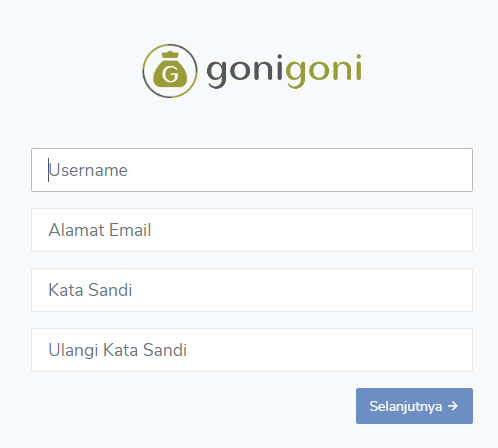 G gonigoni
Username
Alamat Email
Kata Sandi
Ulangi Kata Sandi
Selanjutnya →